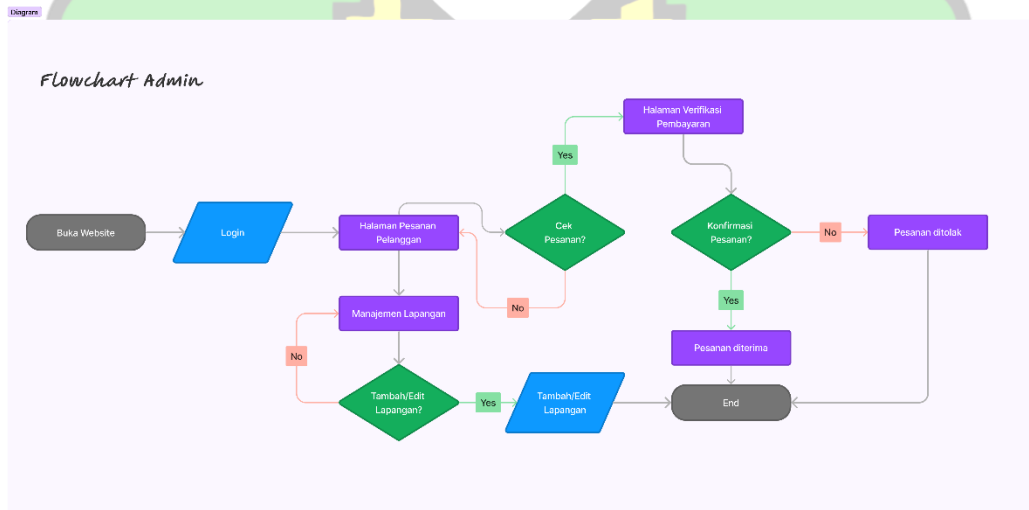 Diagram
Flowchart Admin
Halaman Verifikasi
Pembayaran
Yes
Buka Website
Login
Halaman Pesanan
Pelanggan
Cek
Pesanan?
Konfirmasi
Pesanan?
No
Pesanan ditolak
No
Yes
Manajemen Lapangan
No
Pesanan diterima
Tambah/Edit
Lapangan?
Yes
Tambah/Edit
Lapangan
End